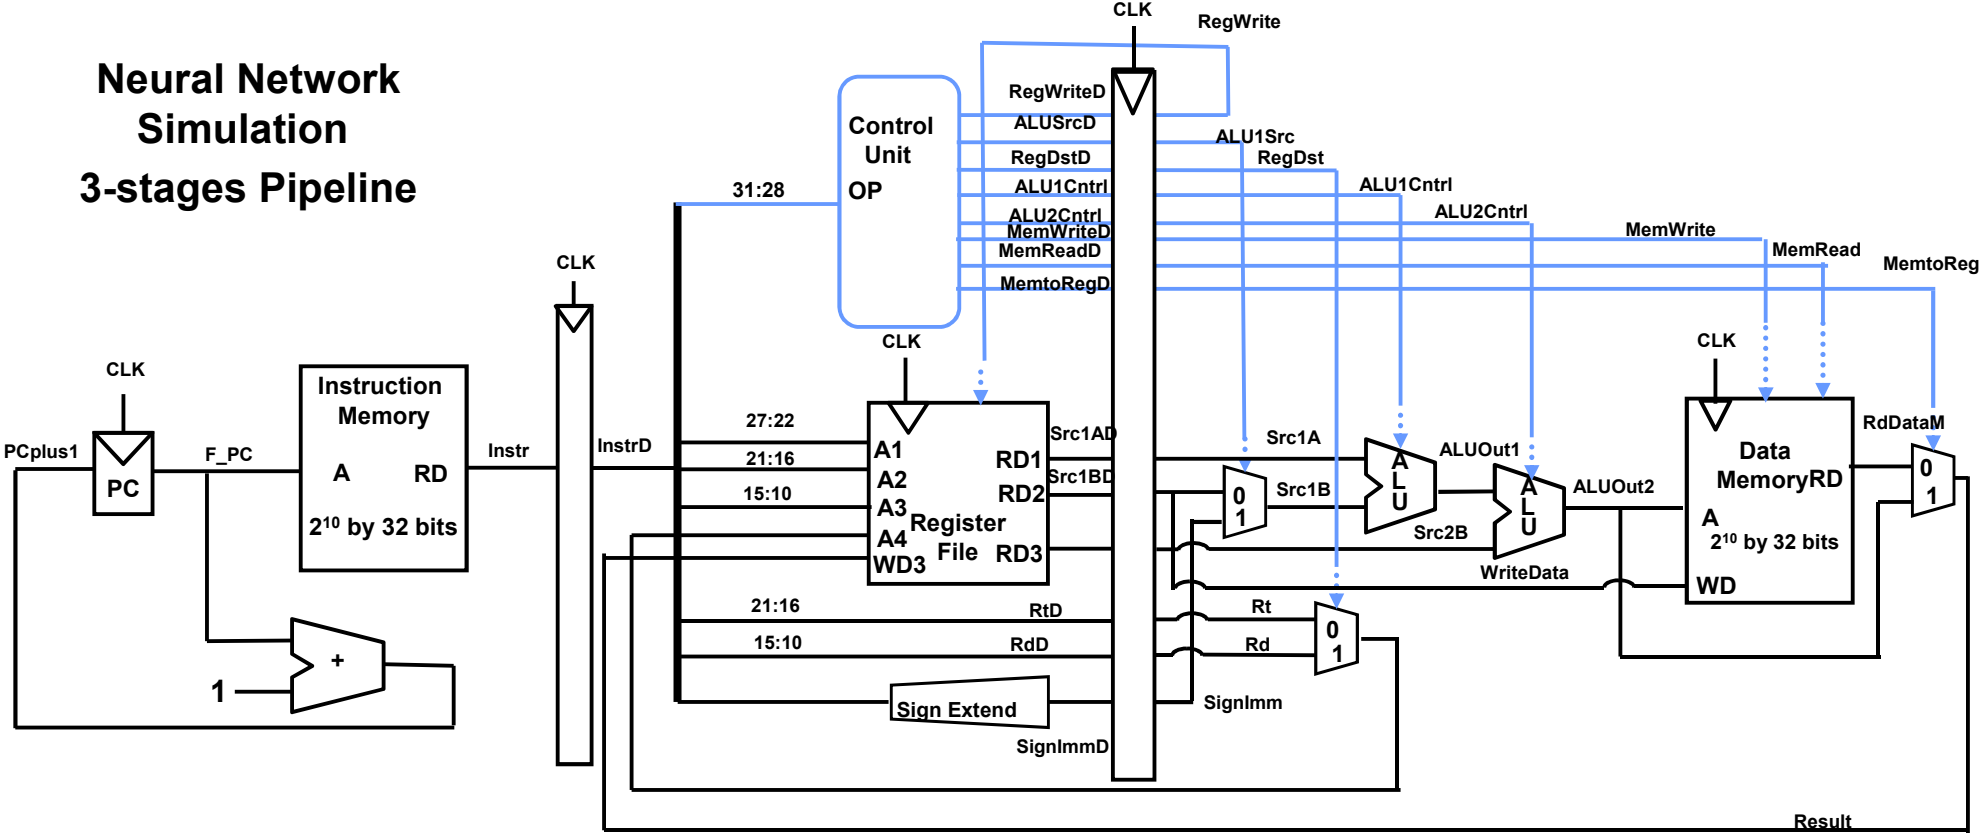 Neural Network
Simulation
3-stages Pipeline
CLK
RegWrite
RegWriteD
ALUSrcD
ALU1Src
RegDstD
RegDst
ALU1Cntrl
ALU1Cntrl
ALU2Cntrl
ALU2Cntrl
MemWriteD
MemWrite
MemReadD
MemRead
MemtoRegD
MemtoReg
Control
Unit
OP
31:28
CLK
CLK
CLK
CLK
PCplus1
PC
F_PC
Instruction
Memory
A
RD
2¹⁰ by 32 bits
Instr
InstrD
27:22
21:16
15:10
A1
A2
A3
A4
WD3
Register
File
RD1
RD2
RD3
Src1AD
Src1BD
Src1A
Src1B
0
1
ALU
ALUOut1
ALU
Src2B
ALUOut2
WriteData
Data
Memory
RD
A
2¹⁰ by 32 bits
WD
RdDataM
0
1
21:16
RtD
Rt
15:10
RdD
Rd
0
1
+
1
Sign Extend
SignImmD
SignImm
Result